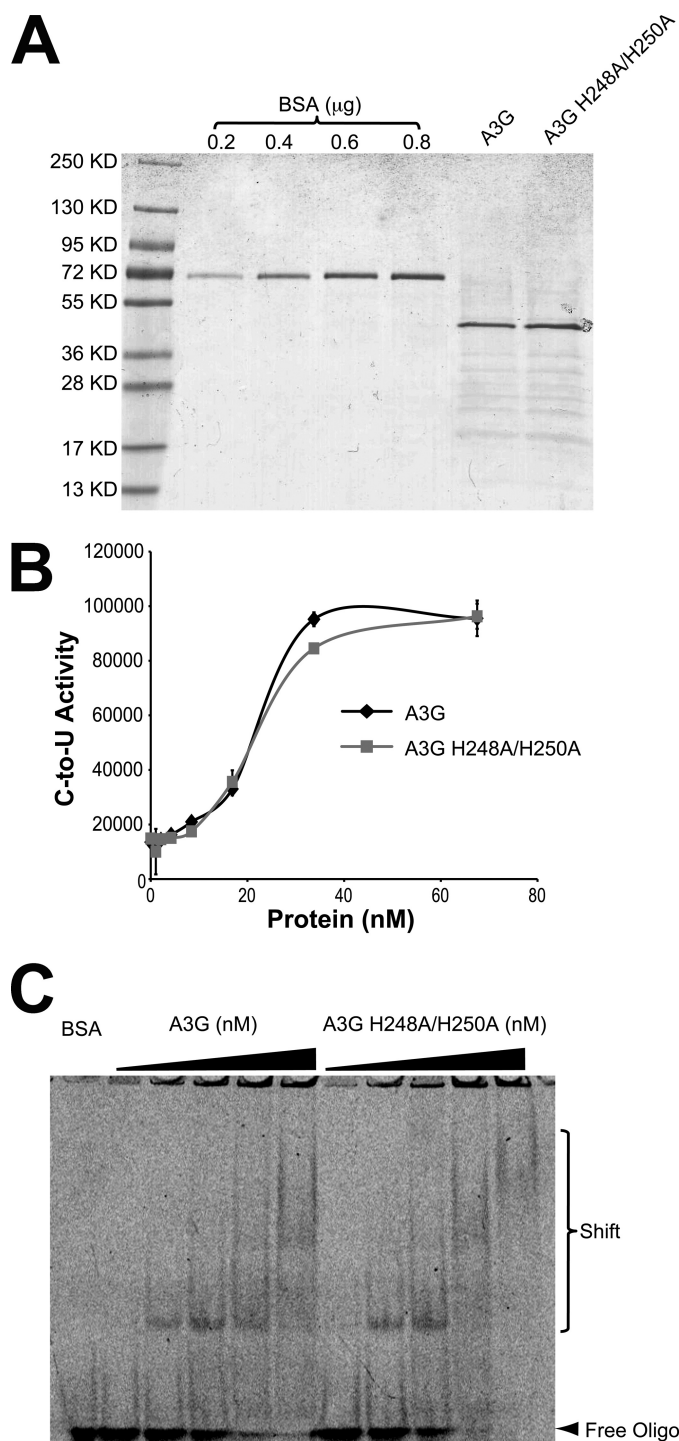 A
BSA (µg)
0.2 0.4 0.6 0.8
A3G
A3G H248A/H250A
250 KD
130 KD
95 KD
72 KD
55 KD
36 KD
28 KD
17 KD
13 KD
B
120000
100000
80000
60000
40000
20000
0
C-to-U Activity
A3G
A3G H248A/H250A
0 20 40 60 80
Protein (nM)
C
BSA A3G (nM) A3G H248A/H250A (nM)
Shift
Free Oligo